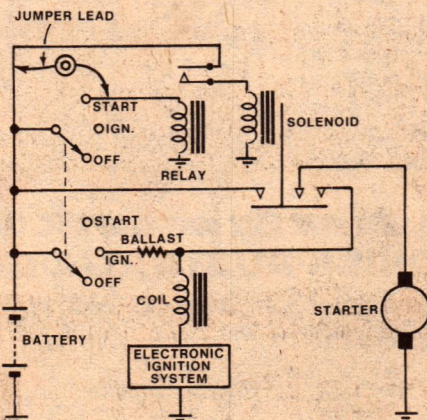 JUMPER LEAD
START
IGN.
OFF
RELAY
SOLENOID
START
BALLAST
IGN.
OFF
COIL
STARTER
BATTERY
ELECTRONIC
IGNITION
SYSTEM